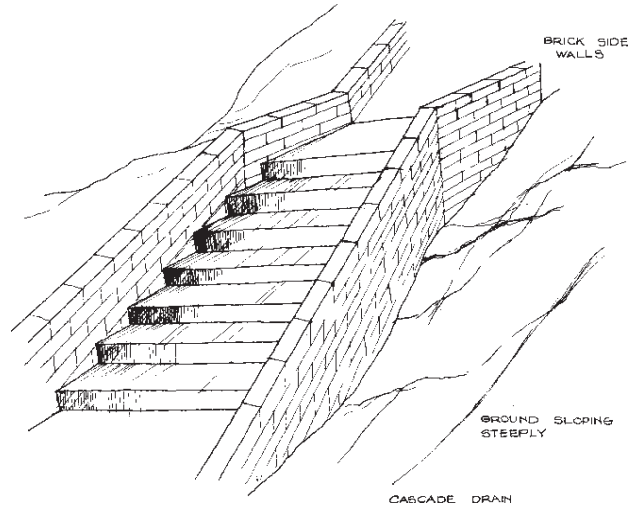 BRICK SIDE
WALLS
GROUND SLOPING
STEEPLY
CASCADE DRAIN